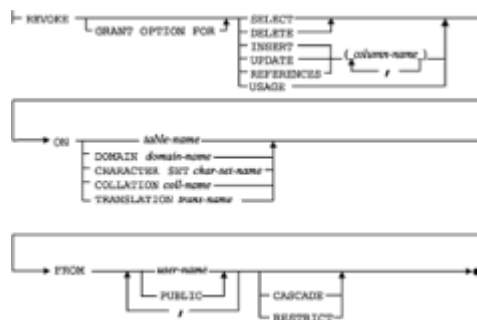 REVOKE
GRANT OPTION FOR
SELECT
DELETE
INSERT
UPDATE
REFERENCES
USAGE
( column-name )
,
ON
table-name
DOMAIN domain-name
CHARACTER SET char-set-name
COLLATION coll-name
TRANSLATION trans-name
FROM
user-name
PUBLIC
,
CASCADE
RESTRICT